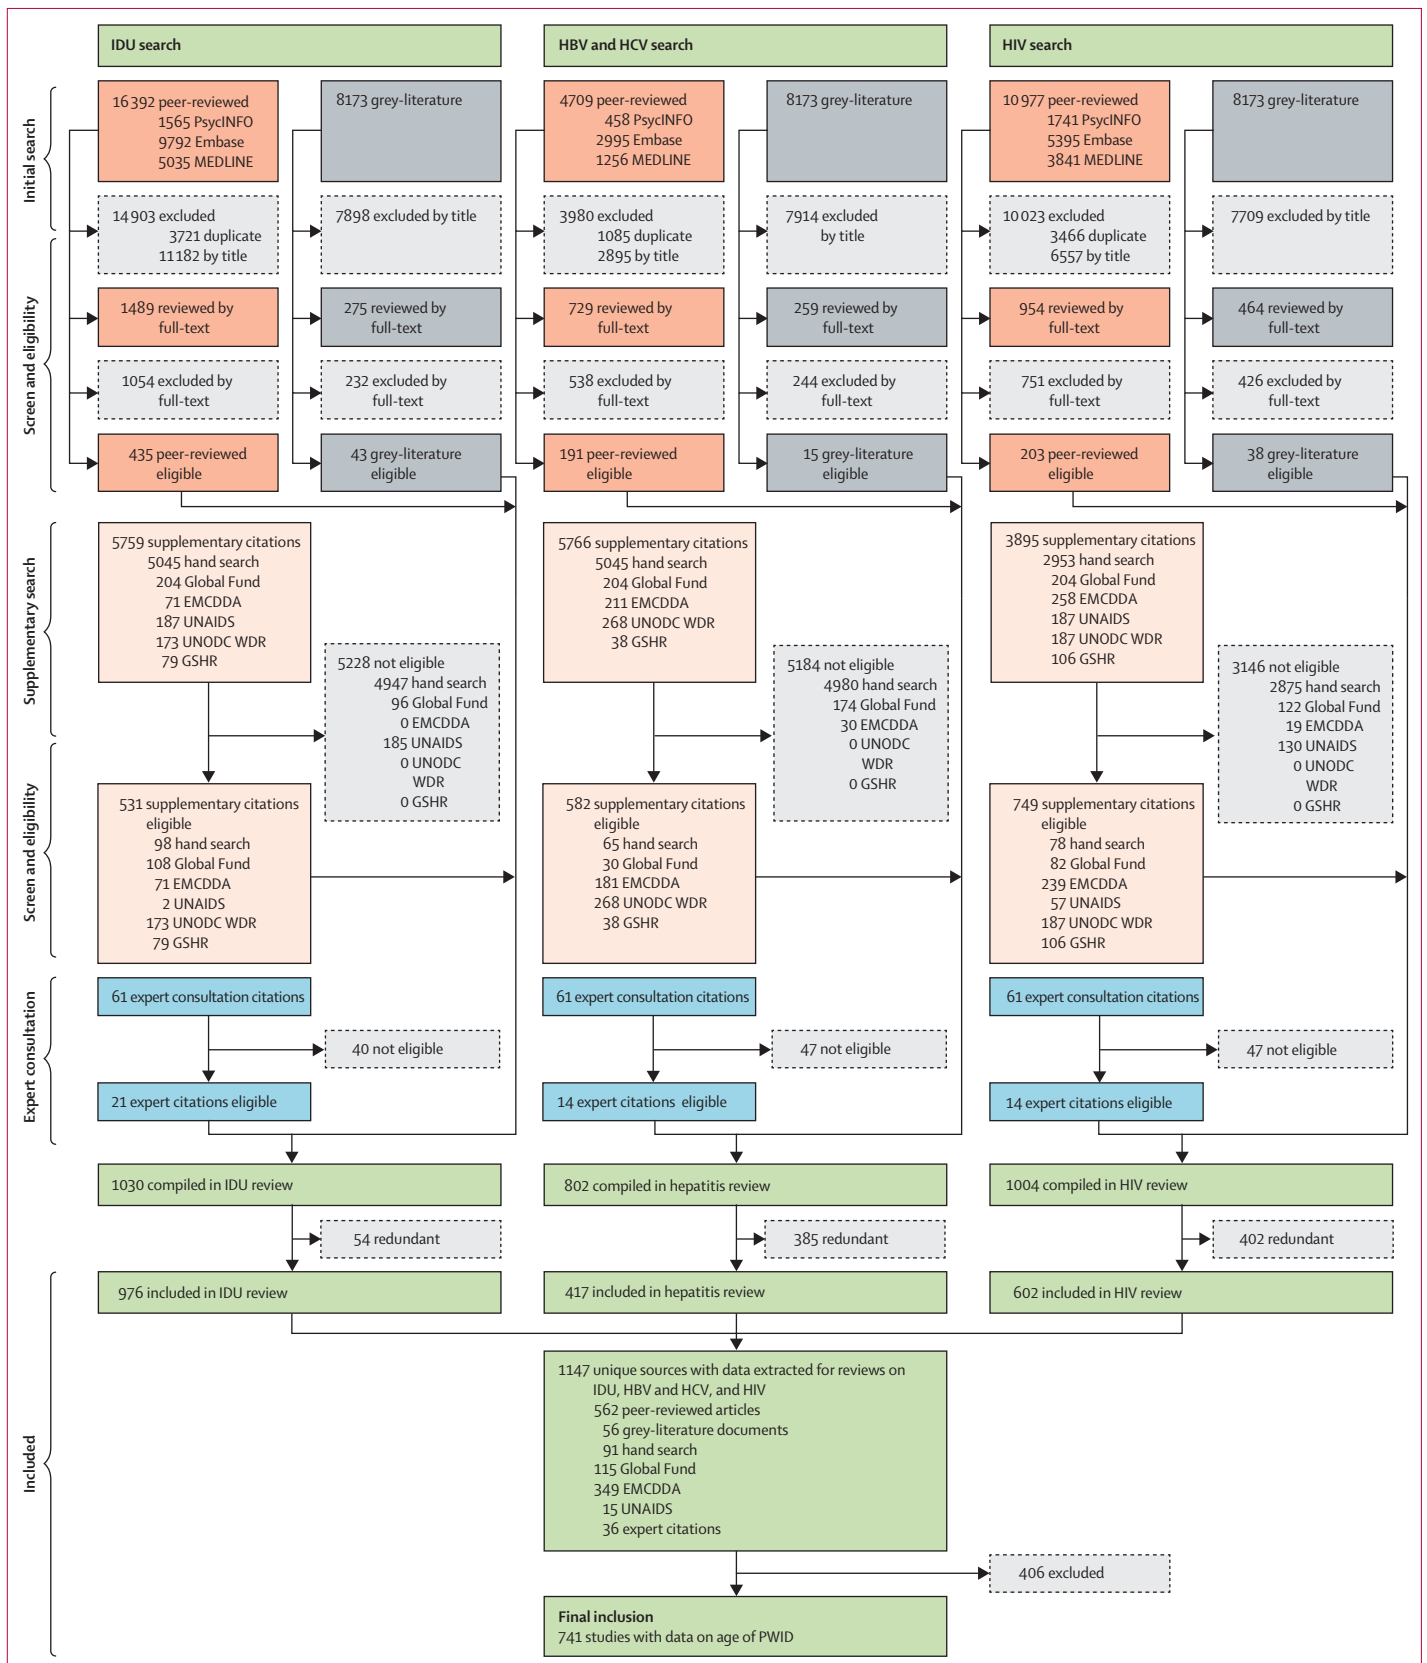 IDU search
HBV and HCV search
HIV search
Initial search
16 392 peer-reviewed
1565 PsycINFO
9792 Embase
5035 MEDLINE
8173 grey-literature
4709 peer-reviewed
458 PsycINFO
2995 Embase
1256 MEDLINE
8173 grey-literature
10 977 peer-reviewed
1741 PsycINFO
5395 Embase
3841 MEDLINE
8173 grey-literature
14 903 excluded
3721 duplicate
11 182 by title
7898 excluded by title
3980 excluded
1085 duplicate
2895 by title
7914 excluded
by title
10 023 excluded
3466 duplicate
6557 by title
7709 excluded by title
Screen and eligibility
1489 reviewed by
full-text
275 reviewed by
full-text
729 reviewed by
full-text
259 reviewed by
full-text
954 reviewed by
full-text
464 reviewed by
full-text
1054 excluded by
full-text
232 excluded by
full-text
538 excluded by
full-text
244 excluded by
full-text
751 excluded by
full-text
426 excluded by
full-text
435 peer-reviewed
eligible
43 grey-literature
eligible
191 peer-reviewed
eligible
15 grey-literature
eligible
203 peer-reviewed
eligible
38 grey-literature
eligible
Supplementary search
5759 supplementary citations
5045 hand search
204 Global Fund
71 EMCDDA
187 UNAIDS
173 UNODC WDR
79 GSHR
5228 not eligible
4947 hand search
96 Global Fund
0 EMCDDA
185 UNAIDS
0 UNODC
WDR
0 GSHR
5766 supplementary citations
5045 hand search
204 Global Fund
211 EMCDDA
268 UNODC WDR
38 GSHR
5184 not eligible
4980 hand search
174 Global Fund
30 EMCDDA
0 UNODC
WDR
0 GSHR
3895 supplementary citations
2953 hand search
204 Global Fund
258 EMCDDA
187 UNAIDS
187 UNODC WDR
106 GSHR
3146 not eligible
2875 hand search
122 Global Fund
19 EMCDDA
130 UNAIDS
0 UNODC
WDR
0 GSHR
Screen and eligibility
531 supplementary citations
eligible
98 hand search
108 Global Fund
71 EMCDDA
2 UNAIDS
173 UNODC WDR
79 GSHR
582 supplementary citations
eligible
65 hand search
30 Global Fund
181 EMCDDA
268 UNODC WDR
38 GSHR
749 supplementary citations
eligible
78 hand search
82 Global Fund
239 EMCDDA
57 UNAIDS
187 UNODC WDR
106 GSHR
Expert consultation
61 expert consultation citations
61 expert consultation citations
61 expert consultation citations
40 not eligible
47 not eligible
47 not eligible
21 expert citations eligible
14 expert citations eligible
14 expert citations eligible
1030 compiled in IDU review
802 compiled in hepatitis review
1004 compiled in HIV review
54 redundant
385 redundant
402 redundant
Included
976 included in IDU review
417 included in hepatitis review
602 included in HIV review
1147 unique sources with data extracted for reviews on
IDU, HBV and HCV, and HIV
562 peer-reviewed articles
56 grey-literature documents
91 hand search
115 Global Fund
349 EMCDDA
15 UNAIDS
36 expert citations
406 excluded
Final inclusion
741 studies with data on age of PWID